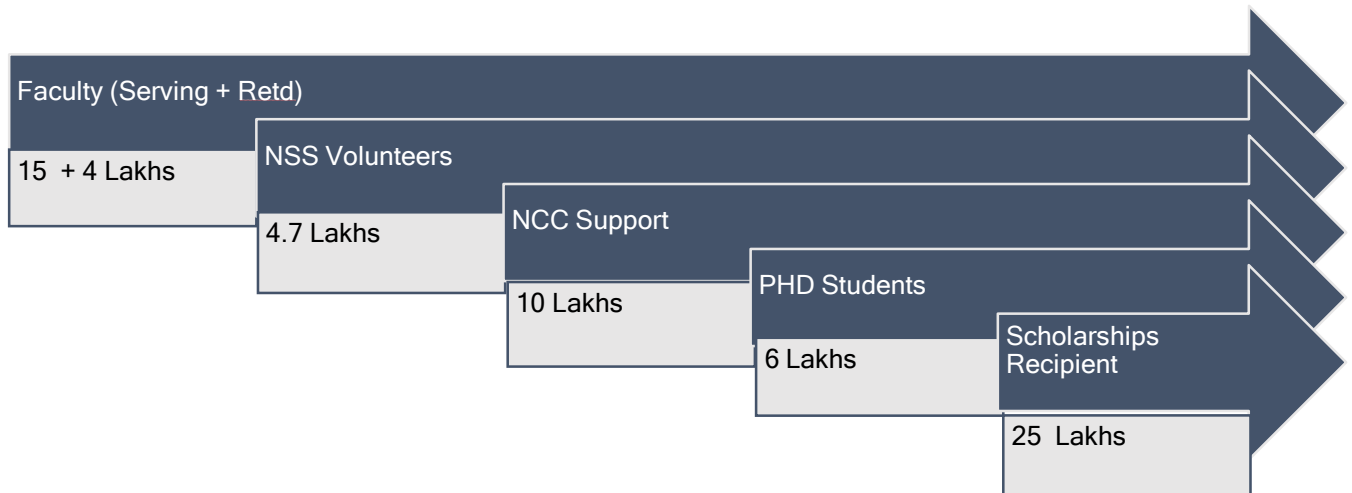 Faculty (Serving + Retd)
15 + 4 Lakhs
NSS Volunteers
4.7 Lakhs
NCC Support
10 Lakhs
PHD Students
6 Lakhs
Scholarships
Recipient
25 Lakhs